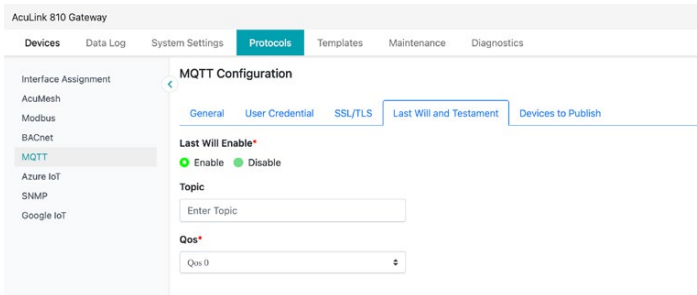 AcuLink 810 Gateway
Devices Data Log System Settings Protocols Templates Maintenance Diagnostics
Interface Assignment
AcuMesh
Modbus
BACnet
MQTT
Azure IoT
SNMP
Google IoT
MQTT Configuration
General User Credential SSL/TLS Last Will and Testament Devices to Publish
Last Will Enable*
Enable Disable
Topic
Enter Topic
Qos*
Qos 0